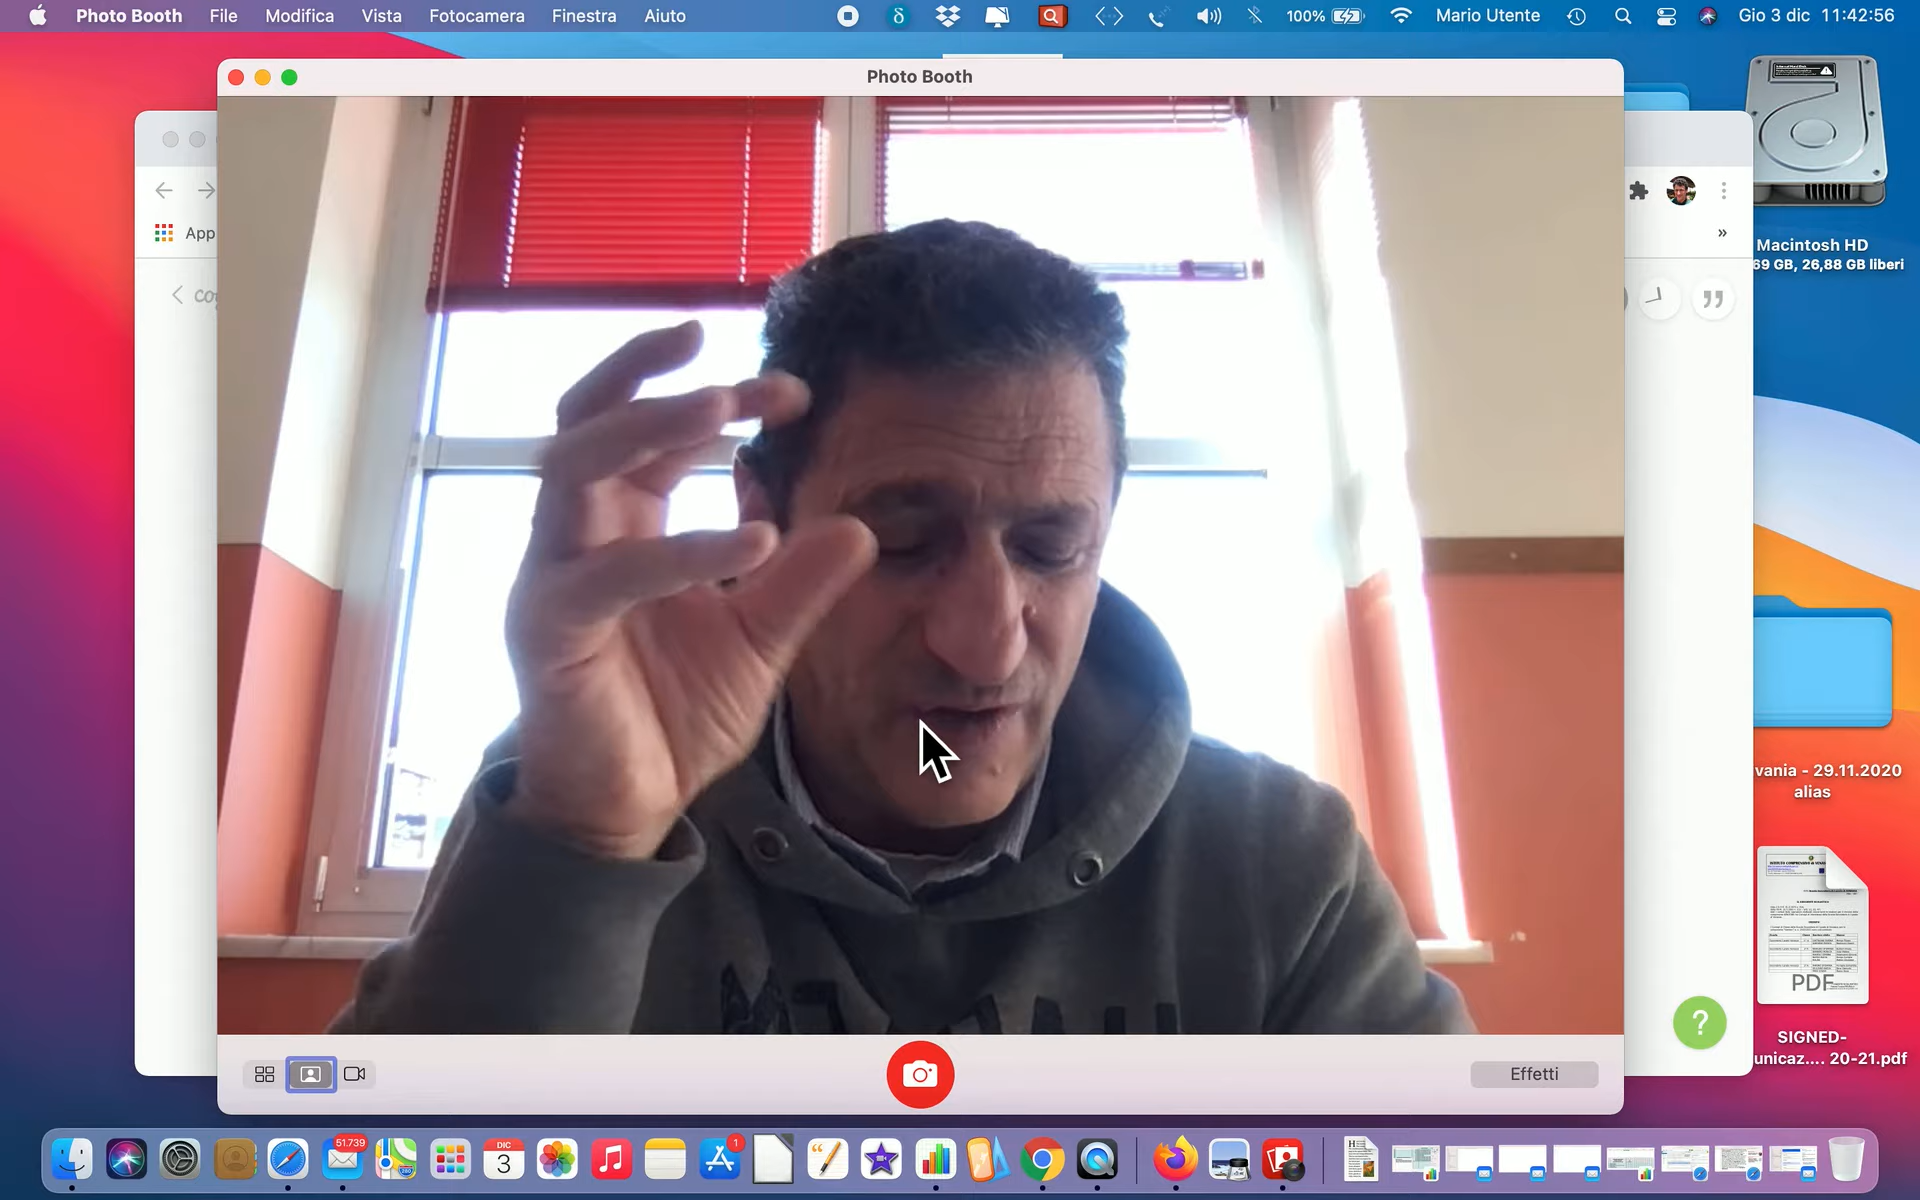 Photo Booth File Modifica Vista Fotocamera Finestra Aiuto 100% Mario Utente Gio 3 dic 11:42:56
Photo Booth
App
Macintosh HD
69 GB, 26,88 GB liberi
vania - 29.11.2020
alias
PDF
SIGNED-
unicaz.... 20-21.pdf
?
Effetti
51.739
DIC
3
1